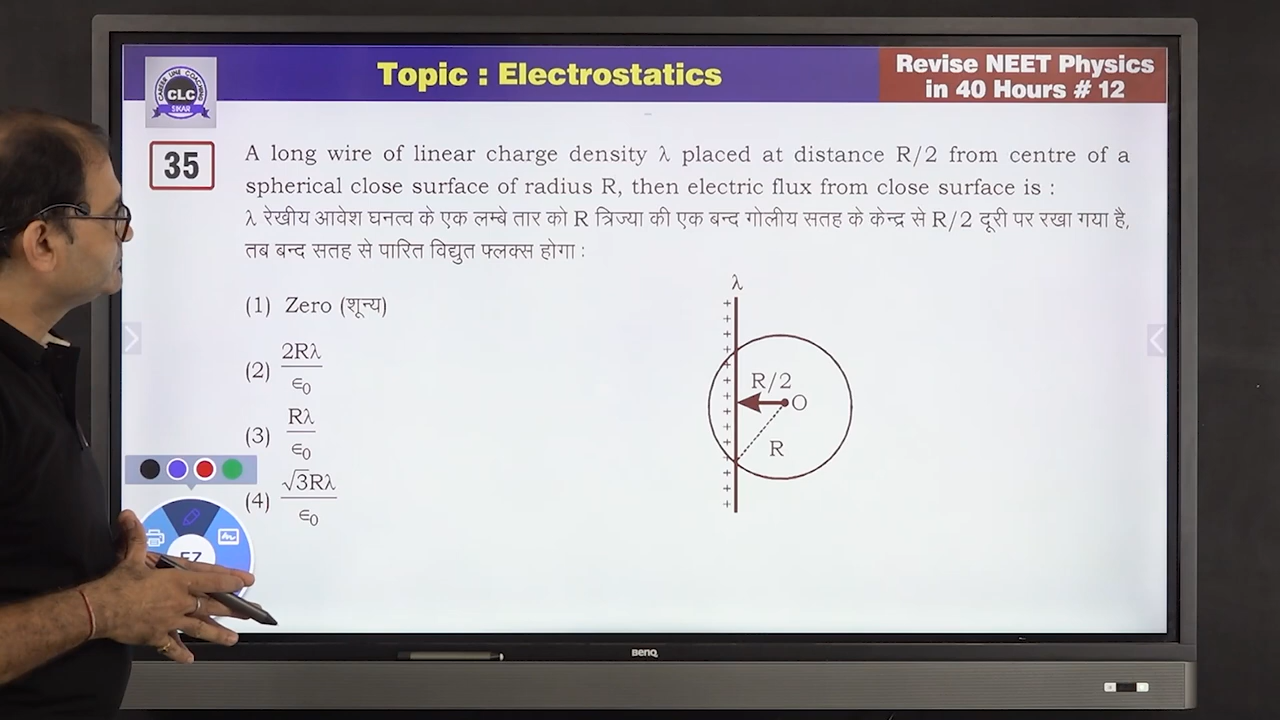 Topic : Electrostatics
Revise NEET Physics
in 40 Hours # 12
CAREER LINE COACHING
CLC
SIKAR
35
A long wire of linear charge density λ placed at distance R/2 from centre of a
spherical close surface of radius R, then electric flux from close surface is :
λ रेखीय आवेश घनत्व के एक लम्बे तार को R त्रिज्या की एक बन्द गोलीय सतह के केन्द्र से R/2 दूरी पर रखा गया है,
तब बन्द सतह से पारित विद्युत फ्लक्स होगा :
(1) Zero (शून्य)
(2) 2Rλ/∈0
(3) Rλ/∈0
(4) √3Rλ/∈0
λ
R/2
O
R
BenQ